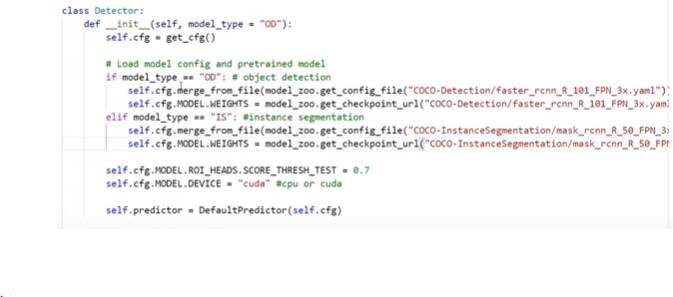 class Detector:
    def __init__(self, model_type = "OD"):
        self.cfg = get_cfg()

        # Load model config and pretrained model
        if model_type == "OD": # object detection
            self.cfg.merge_from_file(model_zoo.get_config_file("COCO-Detection/faster_rcnn_R_101_FPN_3x.yaml"))
            self.cfg.MODEL.WEIGHTS = model_zoo.get_checkpoint_url("COCO-Detection/faster_rcnn_R_101_FPN_3x.yaml
        elif model_type == "IS": #instance segmentation
            self.cfg.merge_from_file(model_zoo.get_config_file("COCO-InstanceSegmentation/mask_rcnn_R_50_FPN_3
            self.cfg.MODEL.WEIGHTS = model_zoo.get_checkpoint_url("COCO-InstanceSegmentation/mask_rcnn_R_50_FP

        self.cfg.MODEL.ROI_HEADS.SCORE_THRESH_TEST = 0.7
        self.cfg.MODEL.DEVICE = "cuda" #cpu or cuda

        self.predictor = DefaultPredictor(self.cfg)